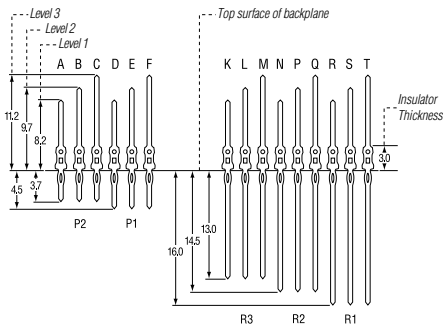 Level 3
Top surface of backplane
Level 2
Level 1
A B C D E F
K L M N P Q R S T
Insulator
Thickness
11.2
9.7
8.2
3.0
4.5
3.7
13.0
14.5
16.0
P2 P1
R3 R2 R1